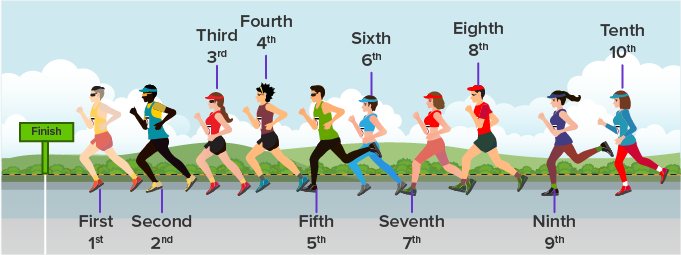 Finish
First
1st
Second
2nd
Third
3rd
Fourth
4th
Fifth
5th
Sixth
6th
Seventh
7th
Eighth
8th
Ninth
9th
Tenth
10th